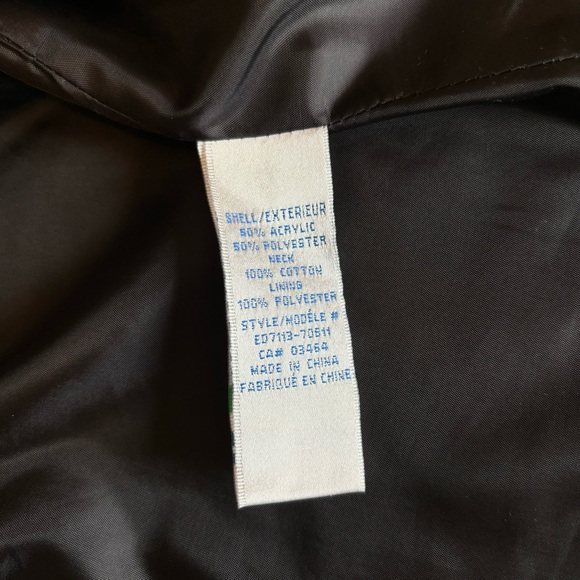 SHELL/EXTERIEUR
50% ACRYLIC
50% POLYESTER
NECK
100% COTTON
LINING
100% POLYESTER
STYLE/MODÉLE #
ED7113-70511
CA# 03464
MADE IN CHINA
FABRIQUÉ EN CHINE